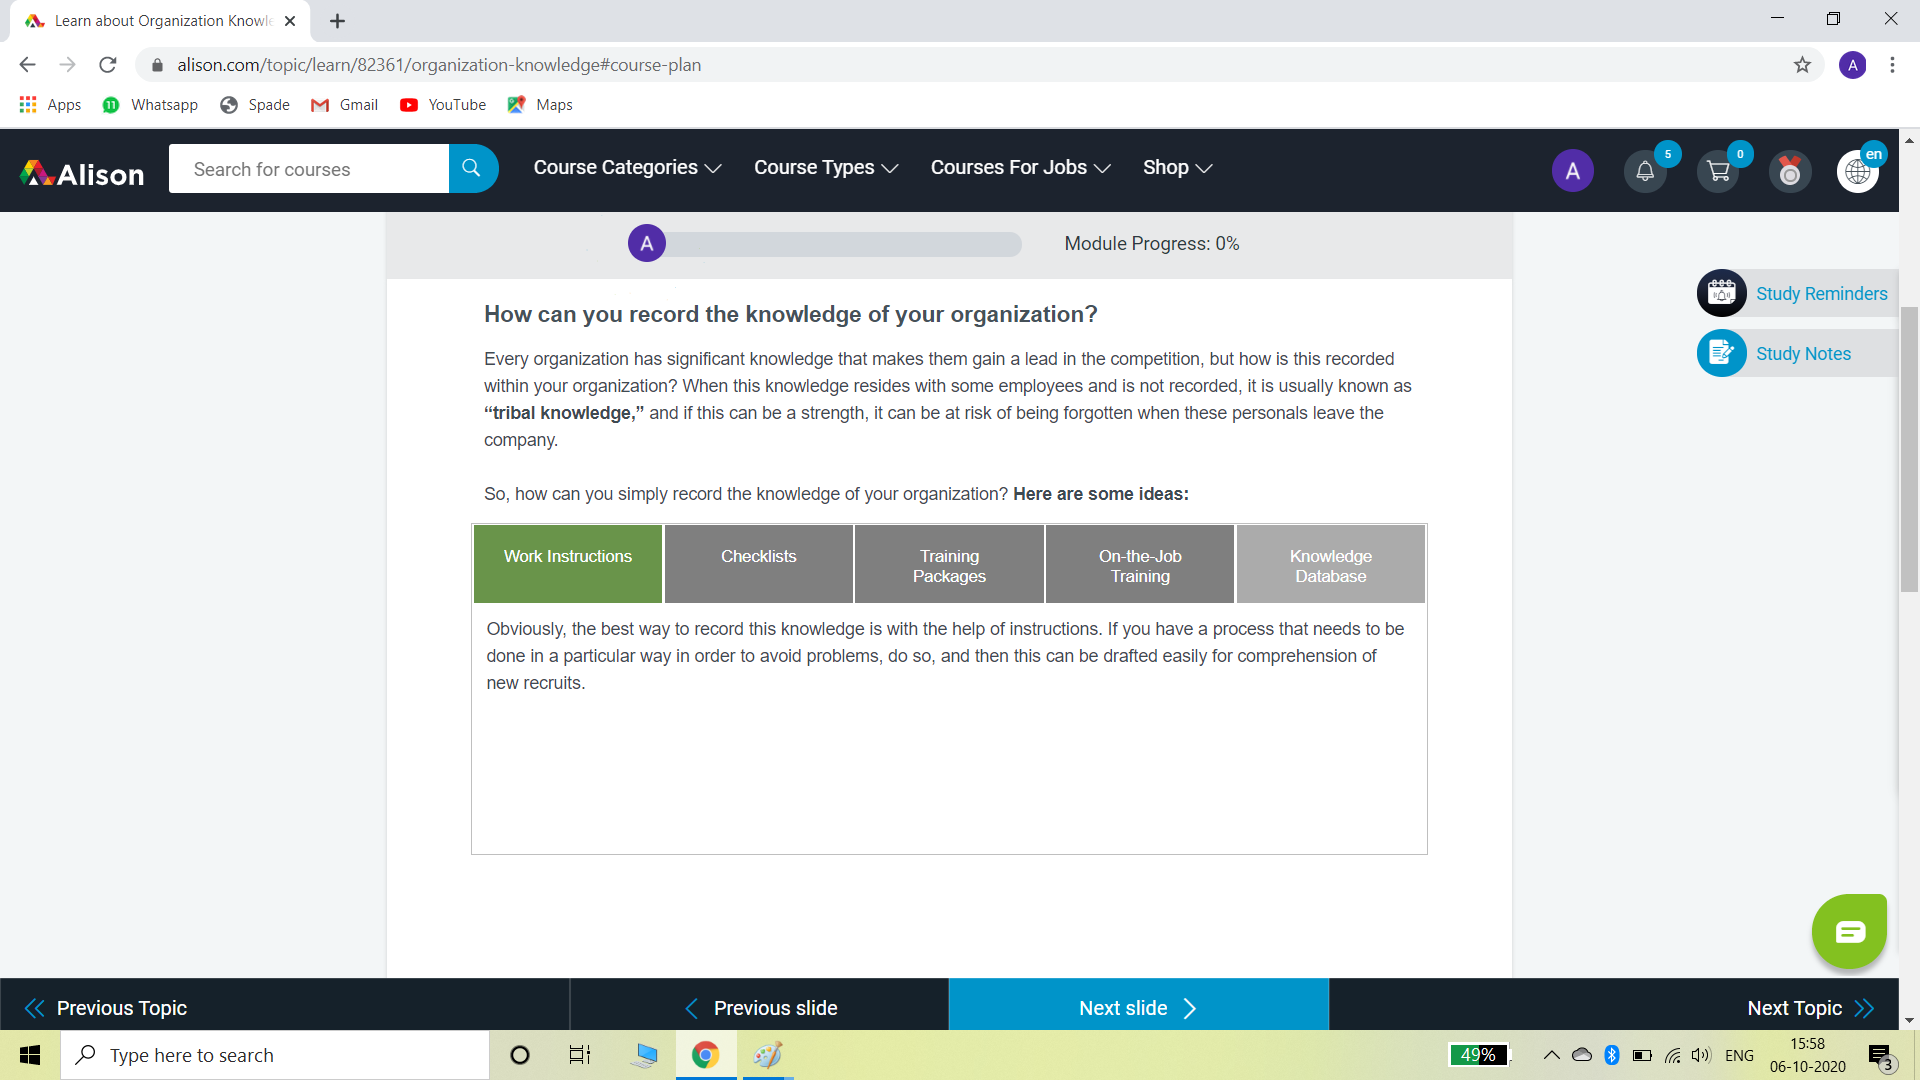 Learn about Organization Knowle
alison.com/topic/learn/82361/organization-knowledge#course-plan
A
Apps
11
Whatsapp
Spade
Gmail
YouTube
Maps
Alison
Search for courses
Course Categories
Course Types
Courses For Jobs
Shop
A
5
0
en
A
Module Progress: 0%
Study Reminders
Study Notes
How can you record the knowledge of your organization?
Every organization has significant knowledge that makes them gain a lead in the competition, but how is this recorded
within your organization? When this knowledge resides with some employees and is not recorded, it is usually known as
“tribal knowledge,” and if this can be a strength, it can be at risk of being forgotten when these personals leave the
company.
So, how can you simply record the knowledge of your organization? Here are some ideas:
Work Instructions
Checklists
Training
Packages
On-the-Job
Training
Knowledge
Database
Obviously, the best way to record this knowledge is with the help of instructions. If you have a process that needs to be
done in a particular way in order to avoid problems, do so, and then this can be drafted easily for comprehension of
new recruits.
Previous Topic
Previous slide
Next slide
Next Topic
Type here to search
49%
ENG
15:58
06-10-2020
3